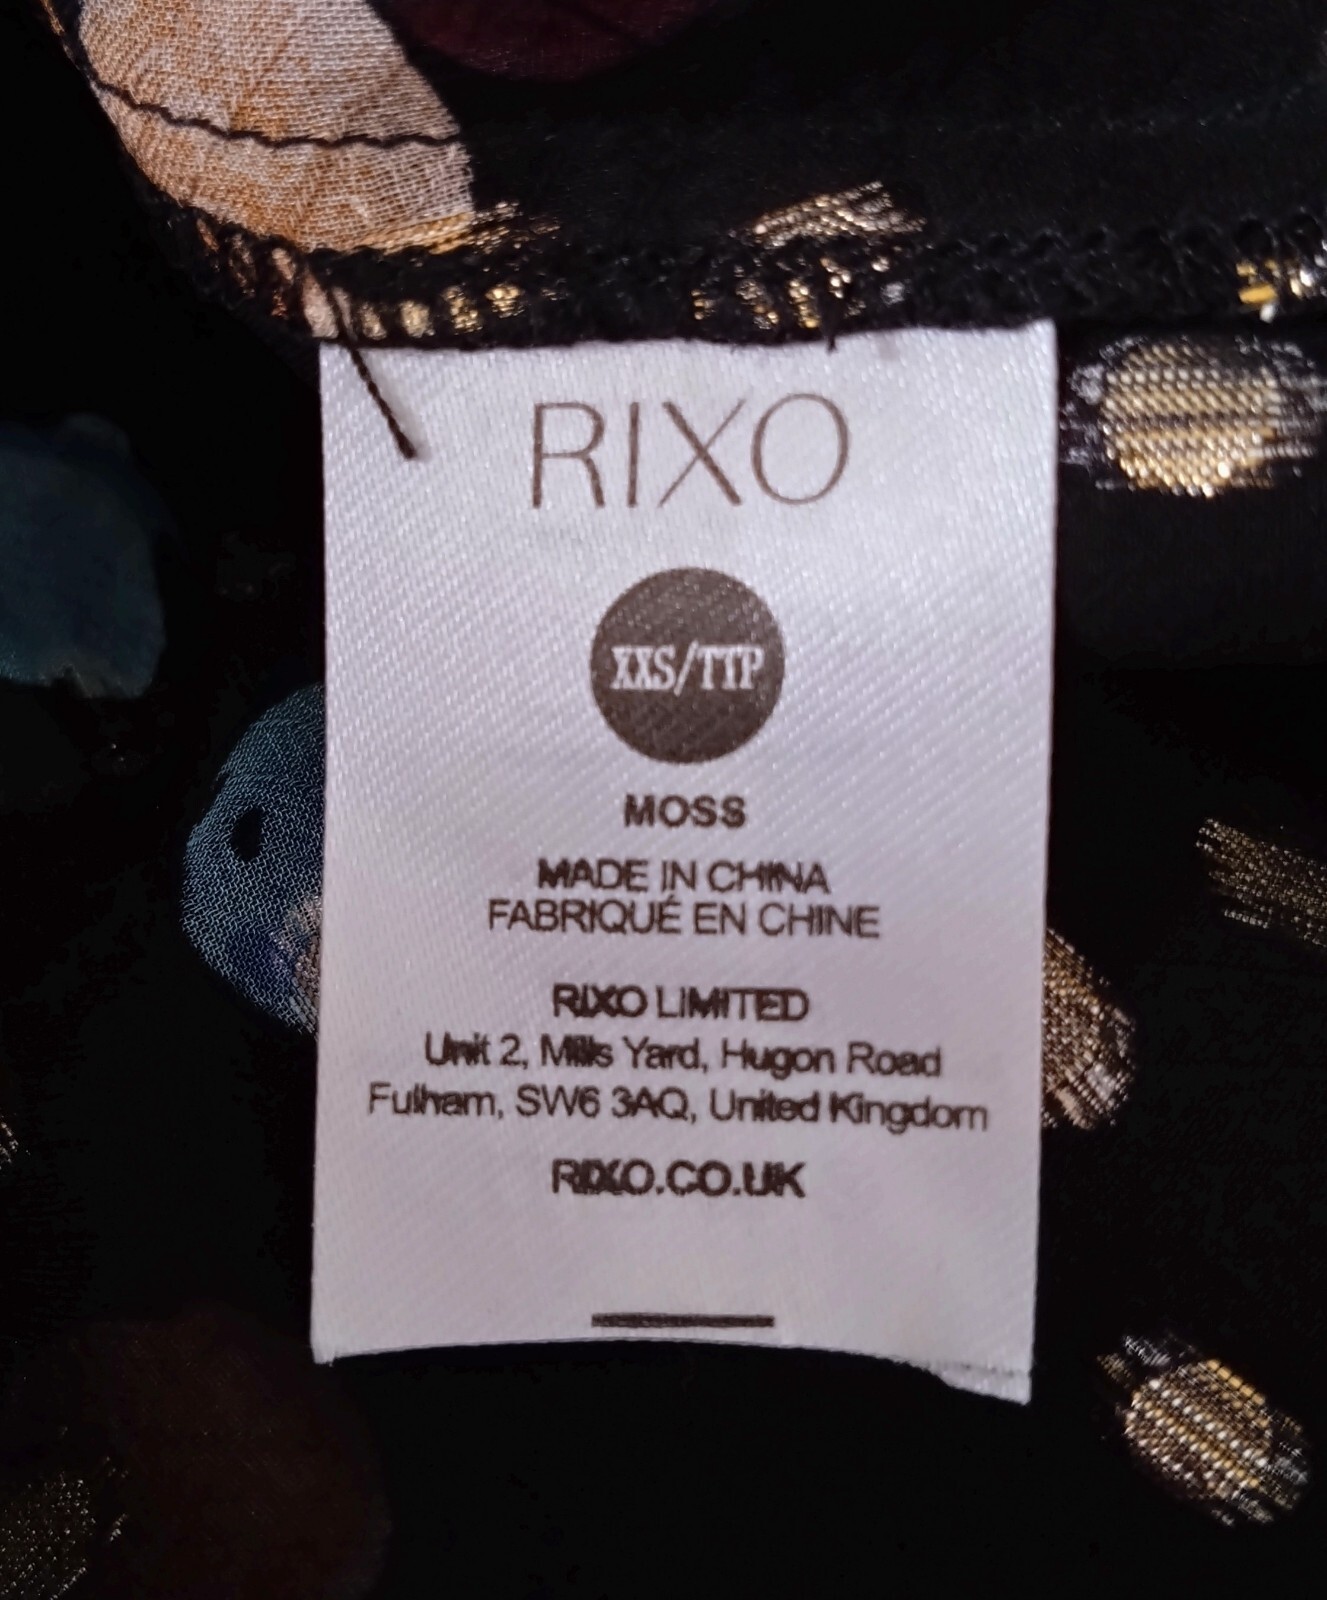 RIXO
XXS/TTP
MOSS
MADE IN CHINA
FABRIQUÉ EN CHINE
RIXO LIMITED
Unit 2, Mills Yard, Hugon Road
Fulham, SW6 3AQ, United Kingdom
RIXO.CO.UK